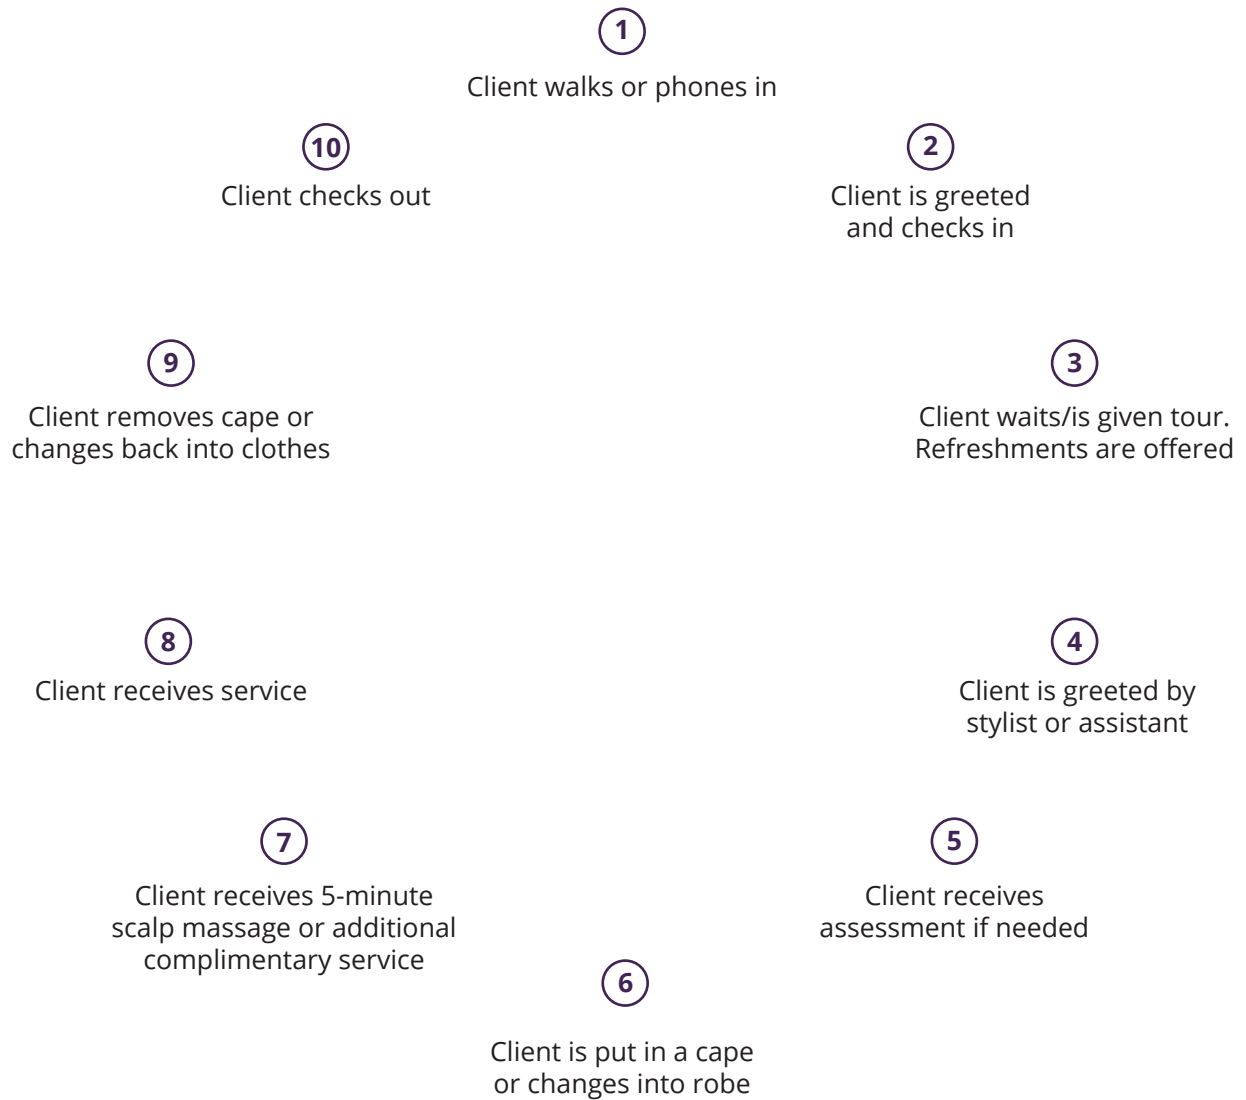 1
Client walks or phones in
2
Client is greeted
and checks in
3
Client waits/is given tour.
Refreshments are offered
4
Client is greeted by
stylist or assistant
5
Client receives
assessment if needed
6
Client is put in a cape
or changes into robe
7
Client receives 5-minute
scalp massage or additional
complimentary service
8
Client receives service
9
Client removes cape or
changes back into clothes
10
Client checks out